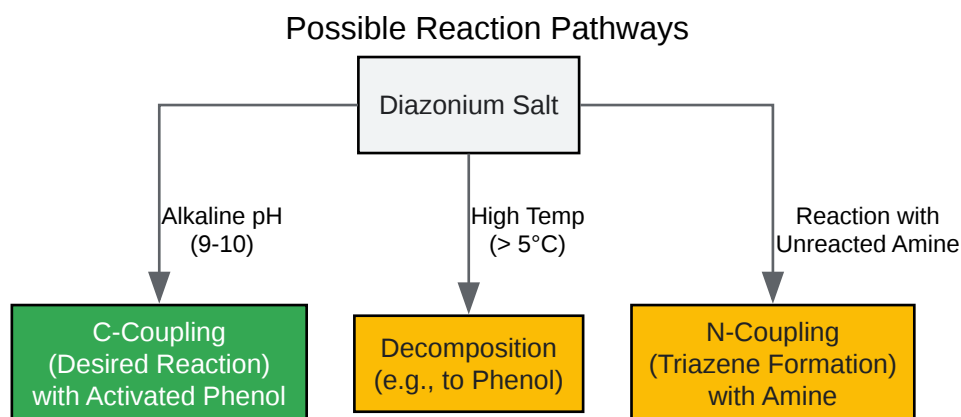 Possible Reaction Pathways
Diazonium Salt
Alkaline pH
(9-10)
High Temp
(> 5°C)
Reaction with
Unreacted Amine
C-Coupling
(Desired Reaction)
with Activated Phenol
Decomposition
(e.g., to Phenol)
N-Coupling
(Triazene Formation)
with Amine